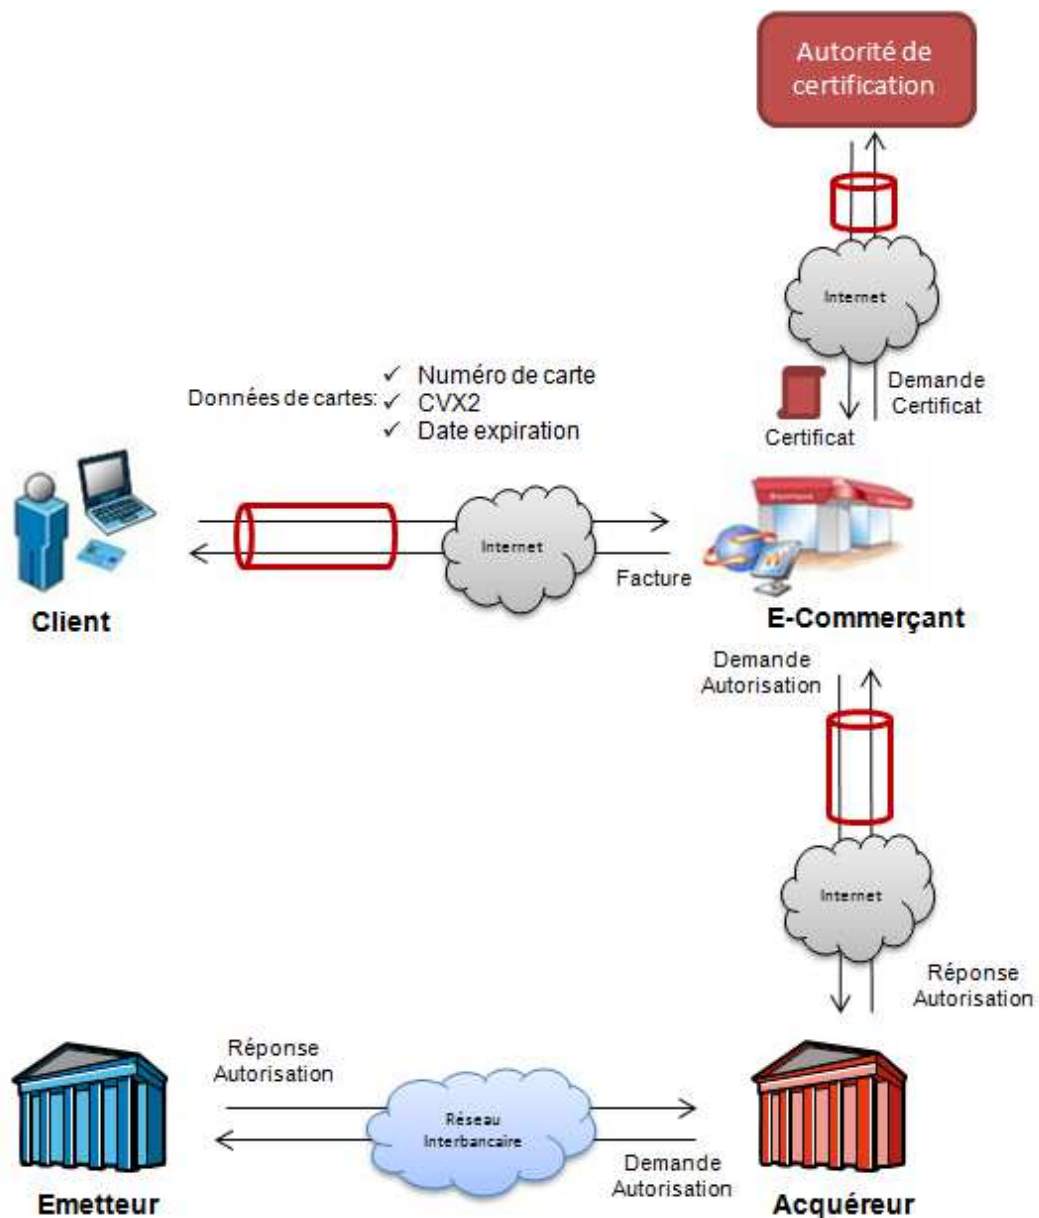 Autorité de
certification
Internet
Demande
Certificat
Certificat
Données de cartes:
✓ Numéro de carte
✓ CVX2
✓ Date expiration
Internet
Facture
Client
E-Commerçant
Demande
Autorisation
Internet
Réponse
Autorisation
Réponse
Autorisation
Réseau
Interbancaire
Demande
Autorisation
Emetteur
Acquéreur